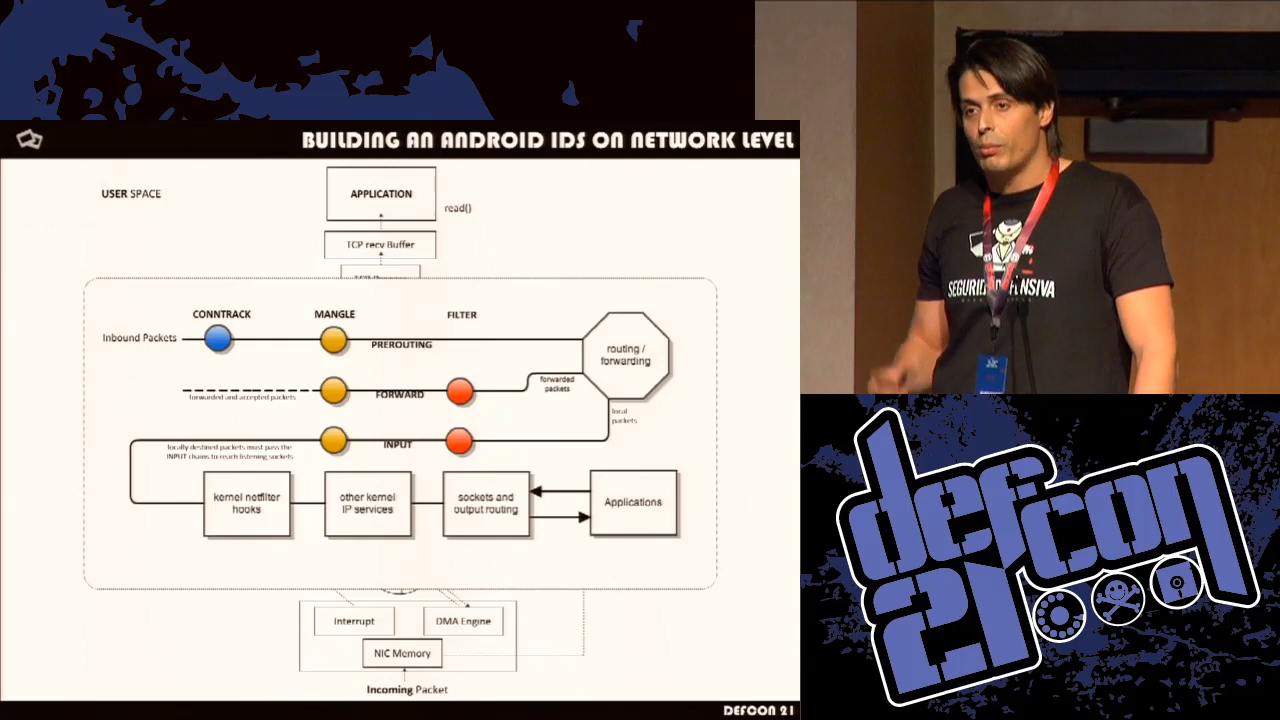 BUILDING AN ANDROID IDS ON NETWORK LEVEL
USER SPACE
APPLICATION
read()
TCP recv Buffer
CONNTRACK
MANGLE
FILTER
Inbound Packets
PREROUTING
routing /
forwarding
forwarded
packets
FORWARD
forwarded and accepted packets
local
packets
INPUT
locally destined packets must pass the
INPUT chains to reach listening sockets
kernel netfilter
hooks
other kernel
IP services
sockets and
output routing
Applications
Interrupt
DMA Engine
NIC Memory
Incoming Packet
DEFCON 21
defcon
21